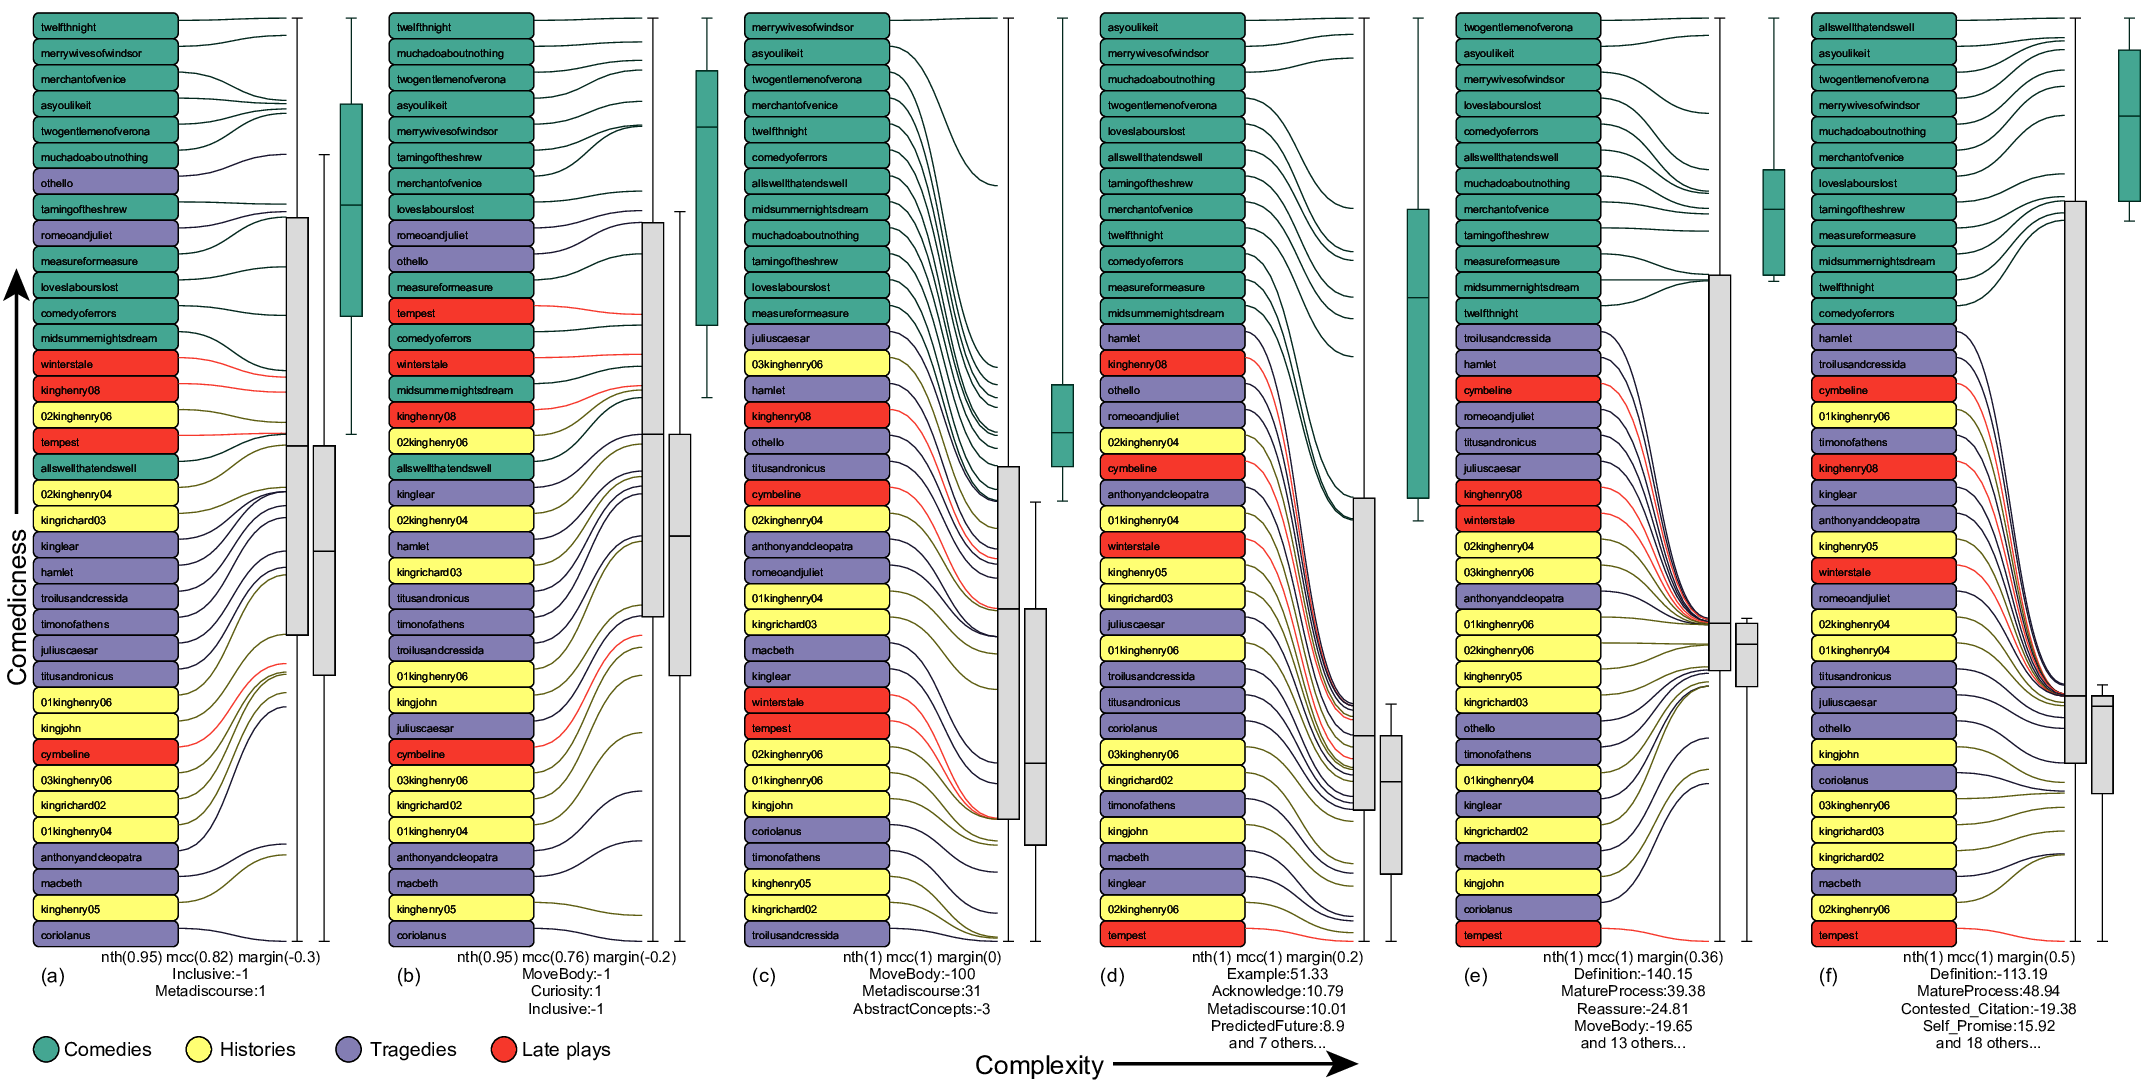 Comedicness
twelfthnight
merrywivesofwindsor
merchantofvenice
asyoulikeit
twogentlemenofverona
muchadoaboutnothing
othello
tamingoftheshrew
romeoandjuliet
measureformeasure
loveslabourslost
comedyoferrors
midsummernightsdream
winterstale
kinghenry08
02kinghenry06
tempest
allswellthatendswell
02kinghenry04
kingrichard03
kinglear
hamlet
troilusandcressida
timonofathens
juliuscaesar
titusandronicus
01kinghenry06
kingjohn
cymbeline
03kinghenry06
kingrichard02
01kinghenry04
anthonyandcleopatra
macbeth
kinghenry05
coriolanus
(a)
nth(0.95) mcc(0.82) margin(-0.3)
Inclusive:-1
Metadiscourse:1
twelfthnight
muchadoaboutnothing
twogentlemenofverona
asyoulikeit
merrywivesofwindsor
tamingoftheshrew
merchantofvenice
loveslabourslost
romeoandjuliet
othello
measureformeasure
tempest
comedyoferrors
winterstale
midsummernightsdream
kinghenry08
02kinghenry06
allswellthatendswell
kinglear
02kinghenry04
hamlet
kingrichard03
titusandronicus
timonofathens
troilusandcressida
01kinghenry06
kingjohn
juliuscaesar
cymbeline
03kinghenry06
kingrichard02
01kinghenry04
anthonyandcleopatra
macbeth
kinghenry05
coriolanus
(b)
nth(0.95) mcc(0.76) margin(-0.2)
MoveBody:-1
Curiosity:1
Inclusive:-1
merrywivesofwindsor
asyoulikeit
twogentlemenofverona
merchantofvenice
twelfthnight
comedyoferrors
allswellthatendswell
midsummernightsdream
muchadoaboutnothing
tamingoftheshrew
loveslabourslost
measureformeasure
juliuscaesar
03kinghenry06
hamlet
kinghenry08
othello
titusandronicus
cymbeline
02kinghenry04
anthonyandcleopatra
romeoandjuliet
01kinghenry04
kingrichard03
macbeth
kinglear
winterstale
tempest
02kinghenry06
01kinghenry06
kingjohn
coriolanus
timonofathens
kinghenry05
kingrichard02
troilusandcressida
(c)
nth(1) mcc(1) margin(0)
MoveBody:-100
Metadiscourse:31
AbstractConcepts:-3
asyoulikeit
merrywivesofwindsor
muchadoaboutnothing
twogentlemenofverona
loveslabourslost
allswellthatendswell
tamingoftheshrew
merchantofvenice
twelfthnight
comedyoferrors
measureformeasure
midsummernightsdream
hamlet
kinghenry08
othello
romeoandjuliet
02kinghenry04
cymbeline
anthonyandcleopatra
01kinghenry04
winterstale
kinghenry05
kingrichard03
juliuscaesar
01kinghenry06
troilusandcressida
titusandronicus
coriolanus
03kinghenry06
kingrichard02
timonofathens
kingjohn
macbeth
kinglear
02kinghenry06
tempest
(d)
nth(1) mcc(1) margin(0.2)
Example:51.33
Acknowledge:10.79
Metadiscourse:10.01
PredictedFuture:8.9
and 7 others...
twogentlemenofverona
asyoulikeit
merrywivesofwindsor
loveslabourslost
comedyoferrors
allswellthatendswell
muchadoaboutnothing
merchantofvenice
tamingoftheshrew
measureformeasure
midsummernightsdream
twelfthnight
troilusandcressida
hamlet
cymbeline
romeoandjuliet
titusandronicus
juliuscaesar
kinghenry08
winterstale
02kinghenry04
03kinghenry06
anthonyandcleopatra
01kinghenry06
02kinghenry06
kinghenry05
kingrichard03
othello
timonofathens
01kinghenry04
kinglear
kingrichard02
macbeth
kingjohn
coriolanus
tempest
(e)
nth(1) mcc(1) margin(0.36)
Definition:-140.15
MatureProcess:39.38
Reassure:-24.81
MoveBody:-19.65
and 13 others...
allswellthatendswell
asyoulikeit
twogentlemenofverona
merrywivesofwindsor
muchadoaboutnothing
merchantofvenice
loveslabourslost
tamingoftheshrew
measureformeasure
midsummernightsdream
twelfthnight
comedyoferrors
hamlet
troilusandcressida
cymbeline
01kinghenry06
timonofathens
kinghenry08
kinglear
anthonyandcleopatra
kinghenry05
winterstale
romeoandjuliet
02kinghenry04
01kinghenry04
titusandronicus
juliuscaesar
othello
kingjohn
coriolanus
03kinghenry06
kingrichard03
kingrichard02
macbeth
02kinghenry06
tempest
(f)
nth(1) mcc(1) margin(0.5)
Definition:-113.19
MatureProcess:48.94
Contested_Citation:-19.38
Self_Promise:15.92
and 18 others...
Comedies
Histories
Tragedies
Late plays
Complexity